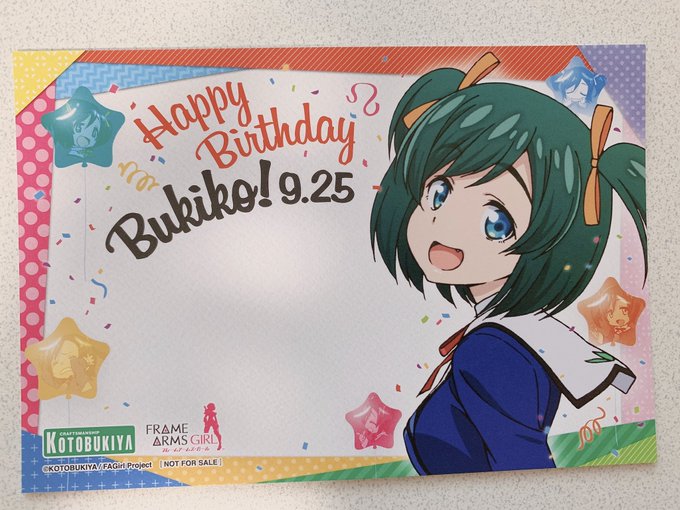 Happy
Birthday
Bukiko! 9.25
CRAFTSMANSHIP
KOTOBUKIYA
FRAME
ARMS GIRL
フレームアームズ・ガール
©KOTOBUKIYA / FAGirl Project [NOT FOR SALE]